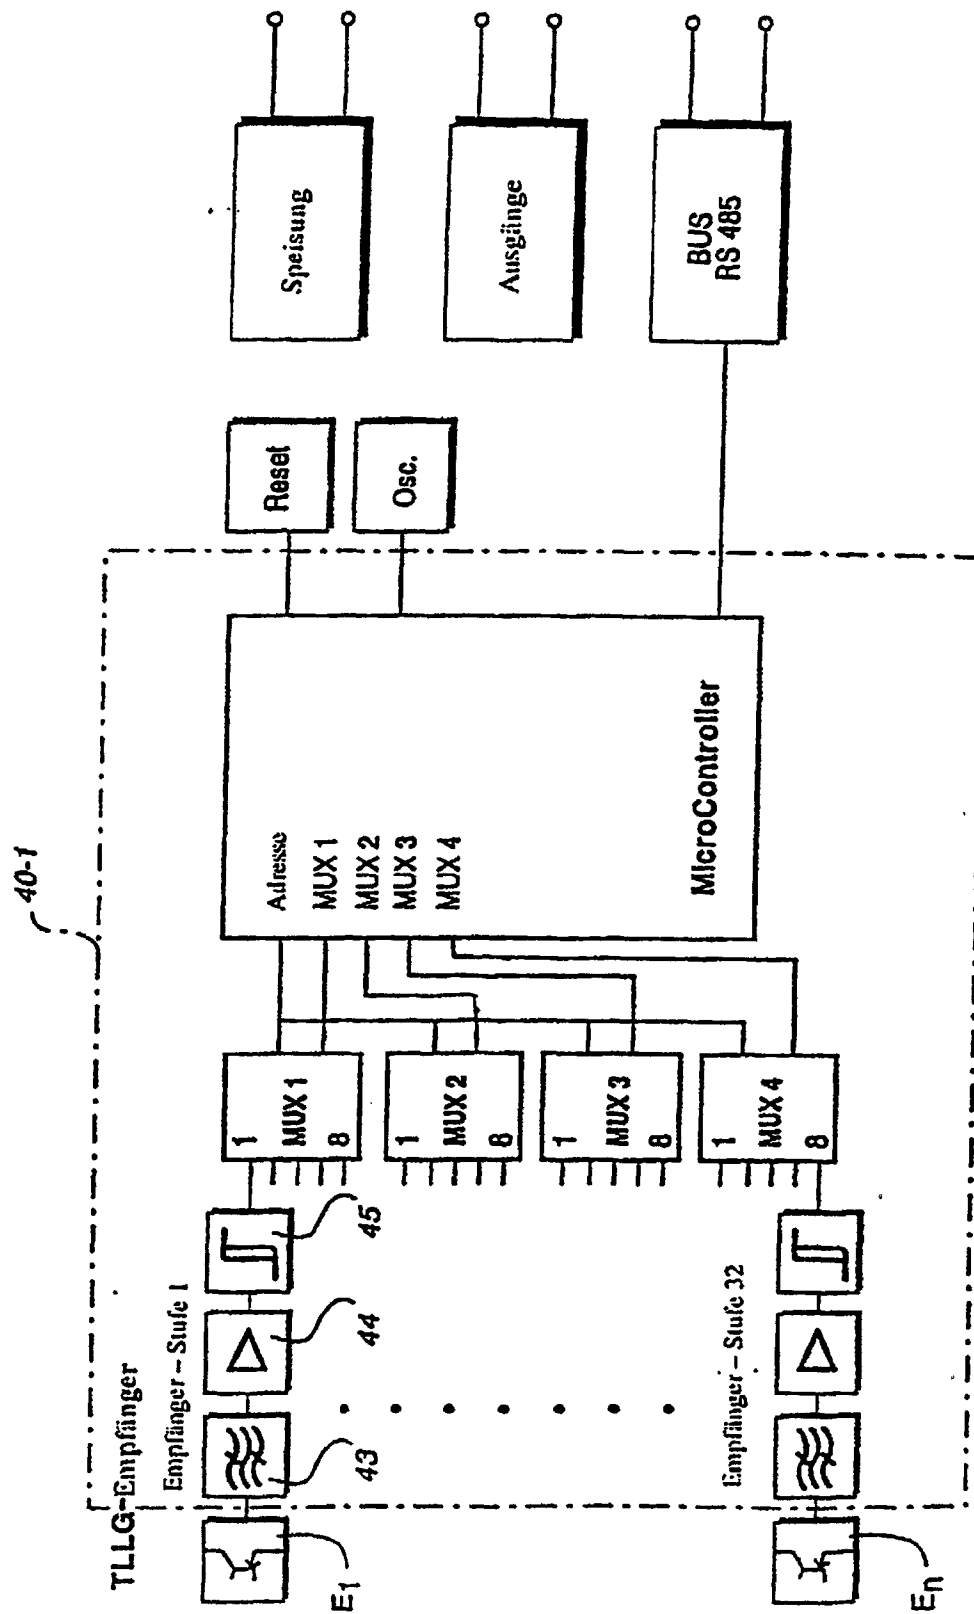 40-1
TLLG-Empfänger
Empfänger – Stufe 1
E1
43
44
45
1
MUX 1
8
1
MUX 2
8
1
MUX 3
8
1
MUX 4
8
Empfänger – Stufe 32
En
Adresse
MUX 1
MUX 2
MUX 3
MUX 4
MicroController
Reset
Osc.
Speisung
Ausgänge
BUS
RS 485